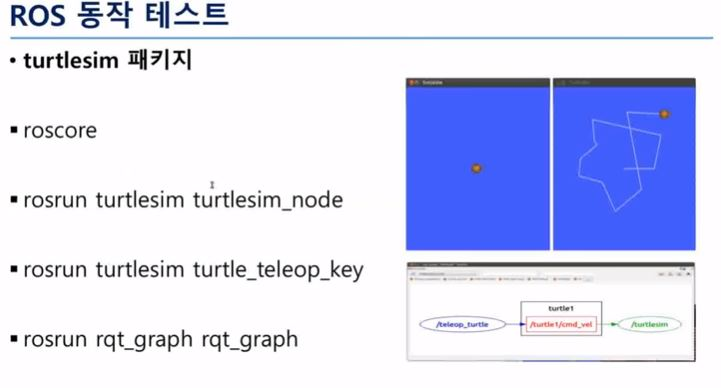 ROS 동작 테스트
• turtlesim 패키지
▪ roscore
▪ rosrun turtlesim turtlesim_node
▪ rosrun turtlesim turtle_teleop_key
▪ rosrun rqt_graph rqt_graph
turtle1
/teleop_turtle
/turtle1/cmd_vel
/turtlesim